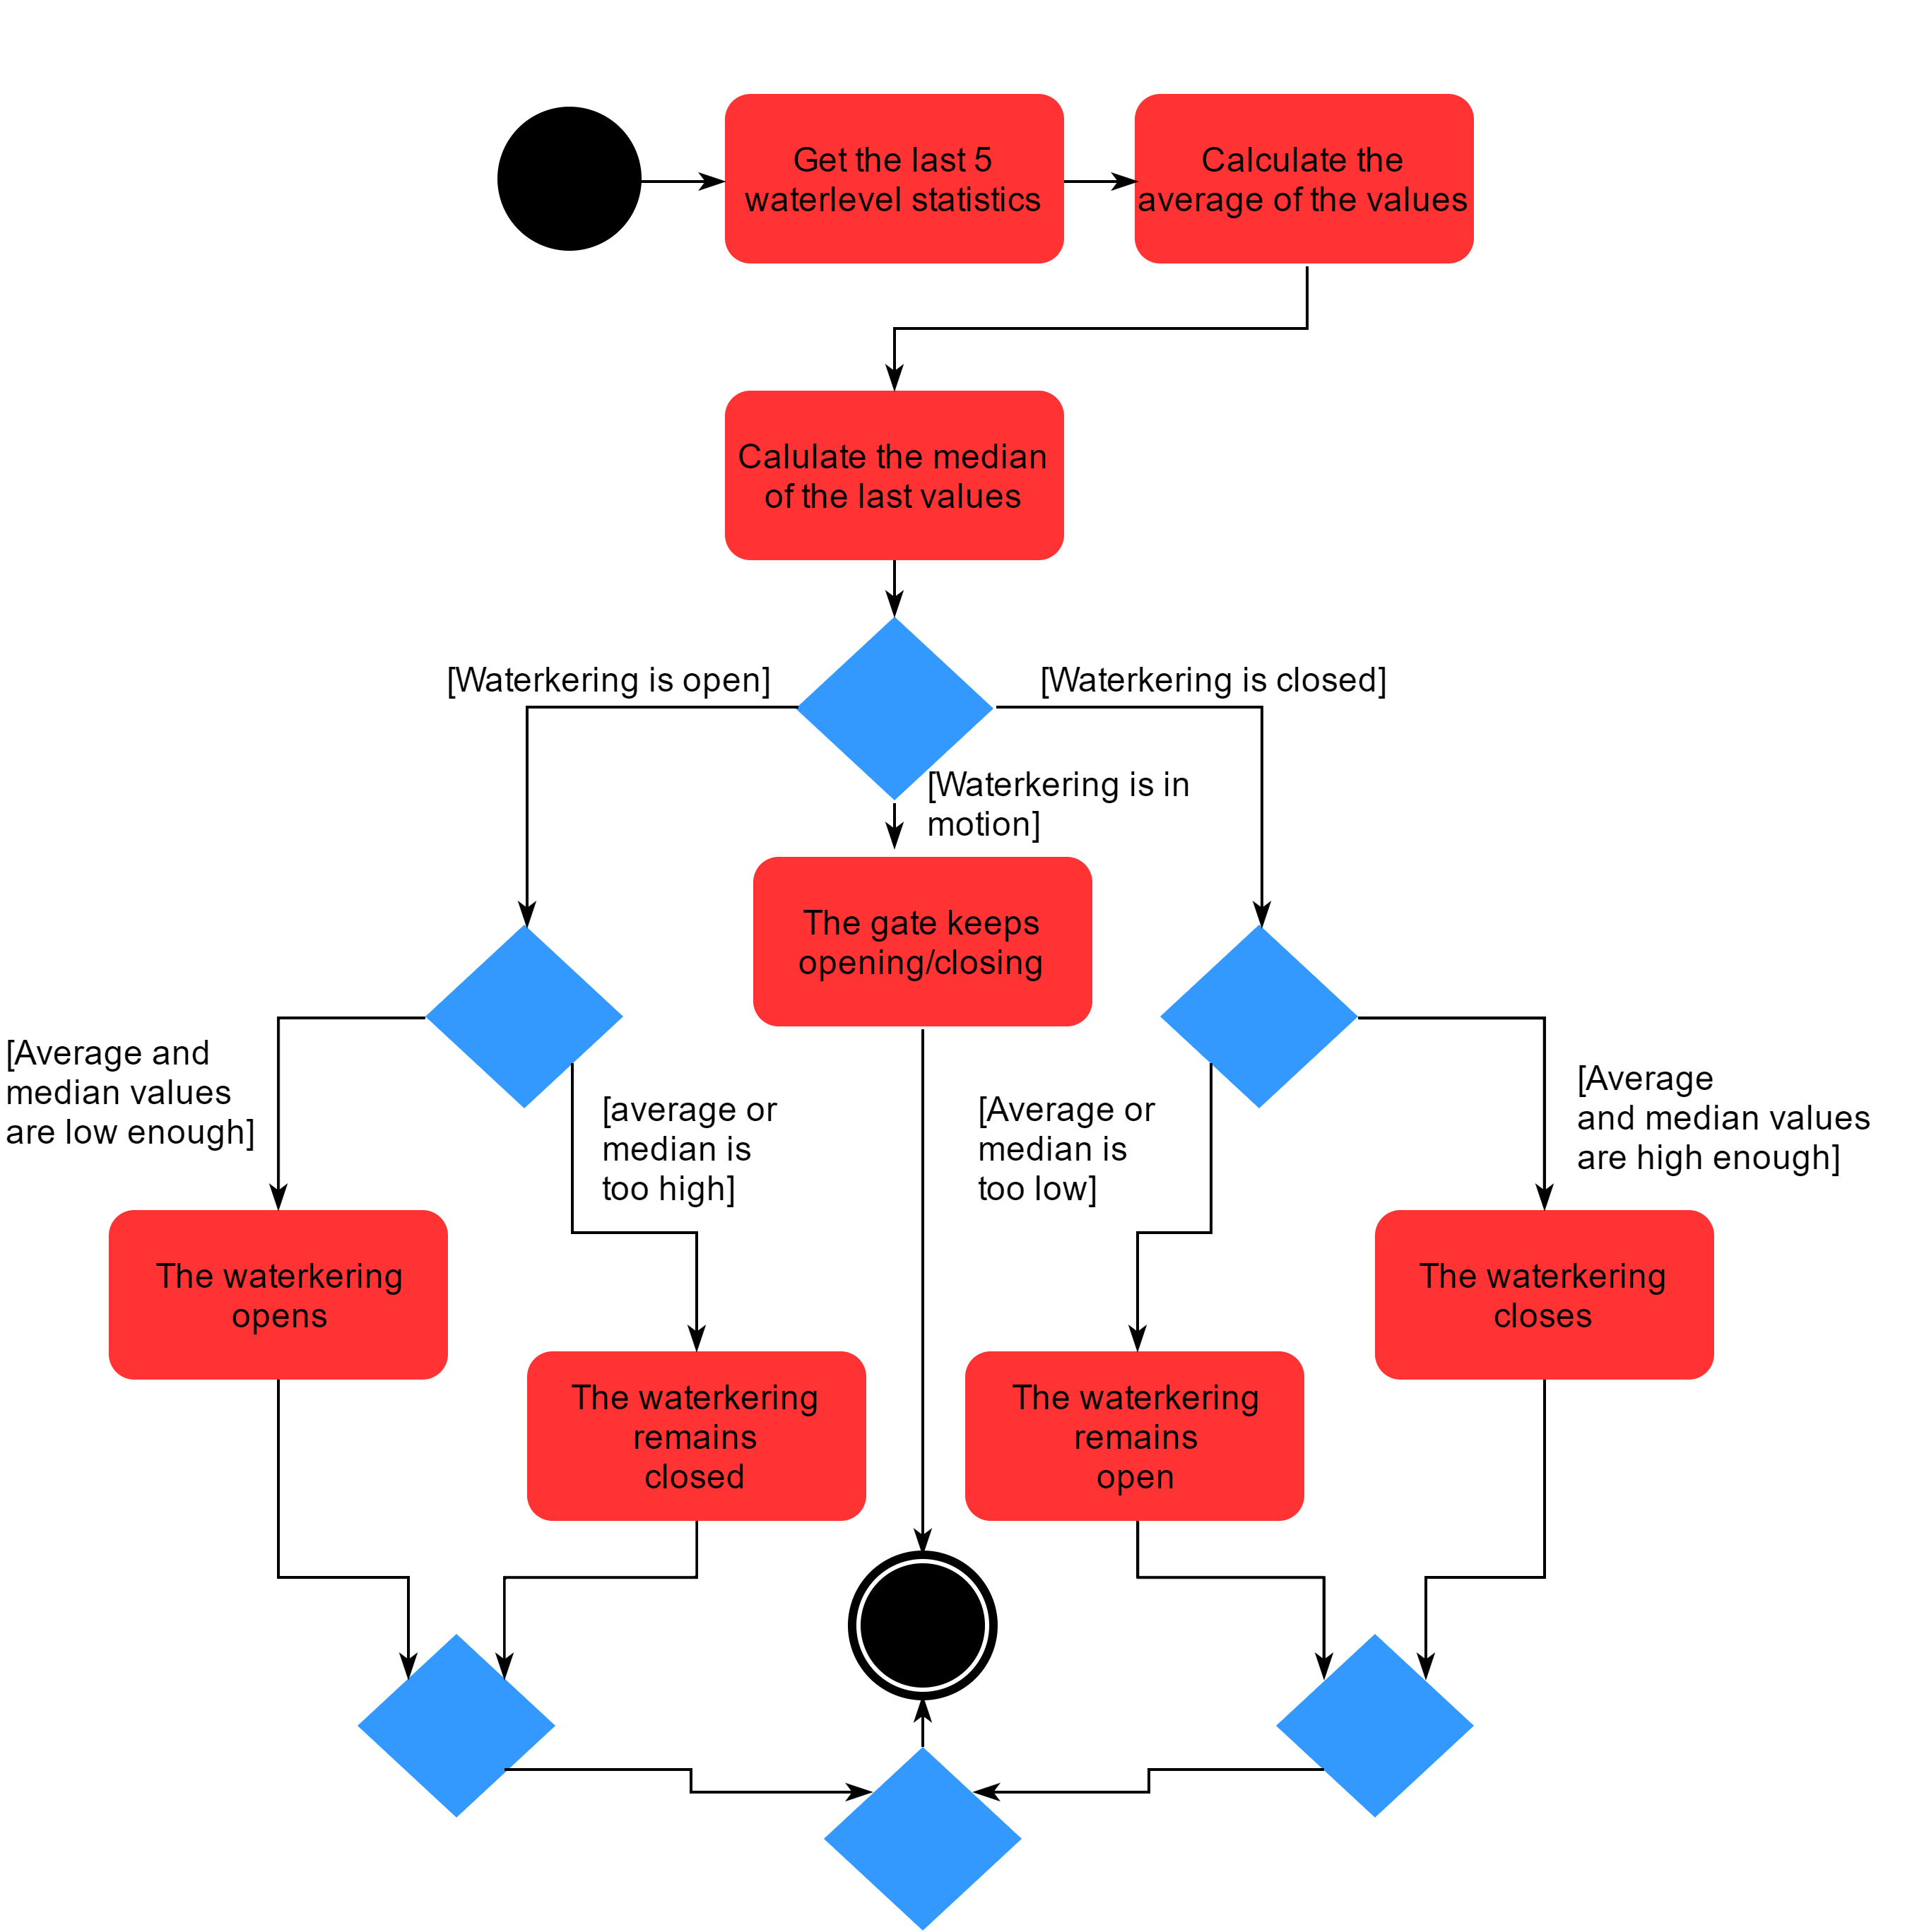 Get the last 5
waterlevel statistics
Calculate the
average of the values
Calulate the median
of the last values
[Waterkering is open]
[Waterkering is closed]
[Waterkering is in
motion]
The gate keeps
opening/closing
[Average and
median values
are low enough]
[average or
median is
too high]
[Average or
median is
too low]
[Average
and median values
are high enough]
The waterkering
opens
The waterkering
remains
closed
The waterkering
remains
open
The waterkering
closes